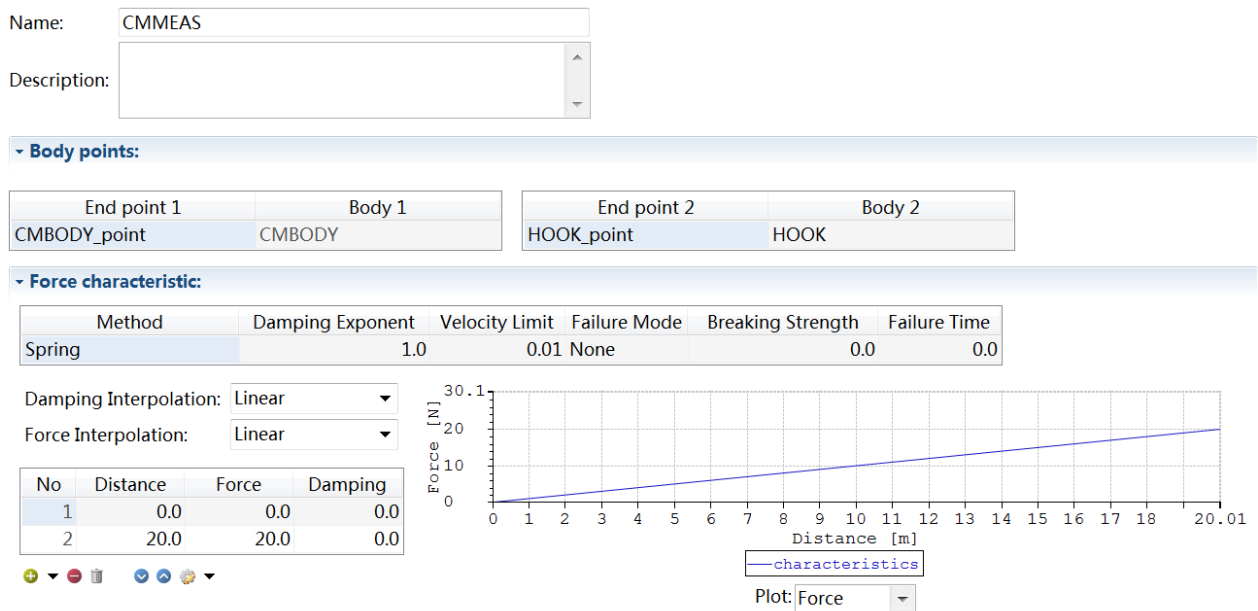 Name: CMMEAS
Description:
Body points:
End point 1 Body 1 End point 2 Body 2
CMBODY_point CMBODY HOOK_point HOOK
Force characteristic:
Method Damping Exponent Velocity Limit Failure Mode Breaking Strength Failure Time
Spring 1.0 0.01 None 0.0 0.0
Damping Interpolation: Linear
Force Interpolation: Linear
No Distance Force Damping
1 0.0 0.0 0.0
2 20.0 20.0 0.0
30.1
20
10
0
Force [N]
0 1 2 3 4 5 6 7 8 9 10 11 12 13 14 15 16 17 18 20.01
Distance [m]
characteristics
Plot: Force